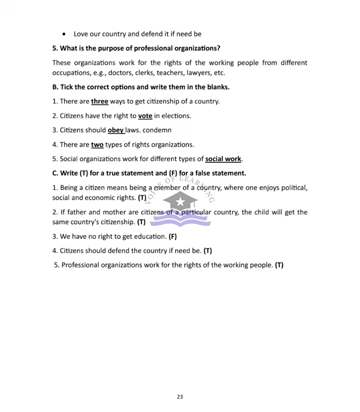 • Love our country and defend it if need be
5. What is the purpose of professional organizations?
These organizations work for the rights of the working people from different
occupations, e.g., doctors, clerks, teachers, lawyers, etc.
B. Tick the correct options and write them in the blanks.
1. There are three ways to get citizenship of a country.
2. Citizens have the right to vote in elections.
3. Citizens should obey laws. condemn
4. There are two types of rights organizations.
5. Social organizations work for different types of social work.
C. Write (T) for a true statement and (F) for a false statement.
1. Being a citizen means being a member of a country, where one enjoys political,
social and economic rights. (T)
2. If father and mother are citizens of a particular country, the child will get the
same country's citizenship. (T)
3. We have no right to get education. (F)
4. Citizens should defend the country if need be. (T)
5. Professional organizations work for the rights of the working people. (T)
OF LEARNING
23